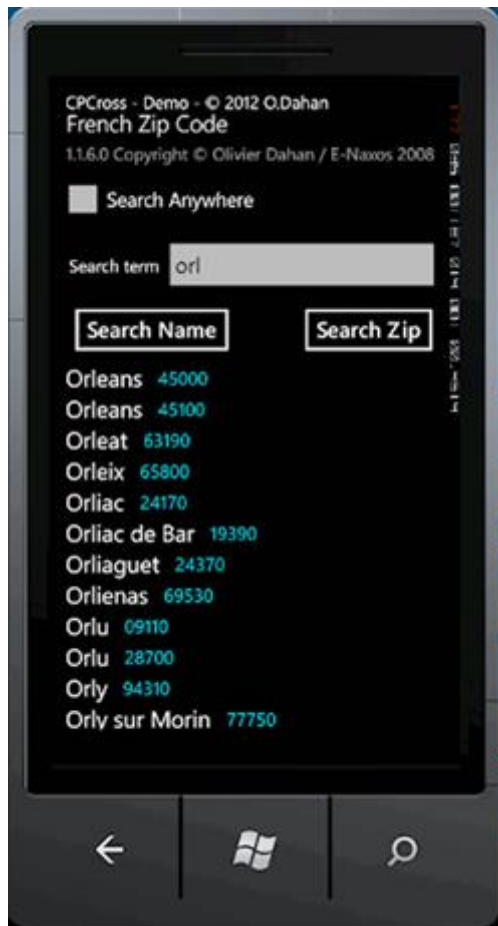 CPCross - Demo - © 2012 O.Dahan
French Zip Code
1.1.6.0 Copyright © Olivier Dahan / E-Naxos 2008
Search Anywhere
Search term orl
Search Name Search Zip
Orleans 45000
Orleans 45100
Orleat 63190
Orleix 65800
Orliac 24170
Orliac de Bar 19390
Orliaguet 24370
Orlienas 69530
Orlu 09110
Orlu 28700
Orly 94310
Orly sur Morin 77750